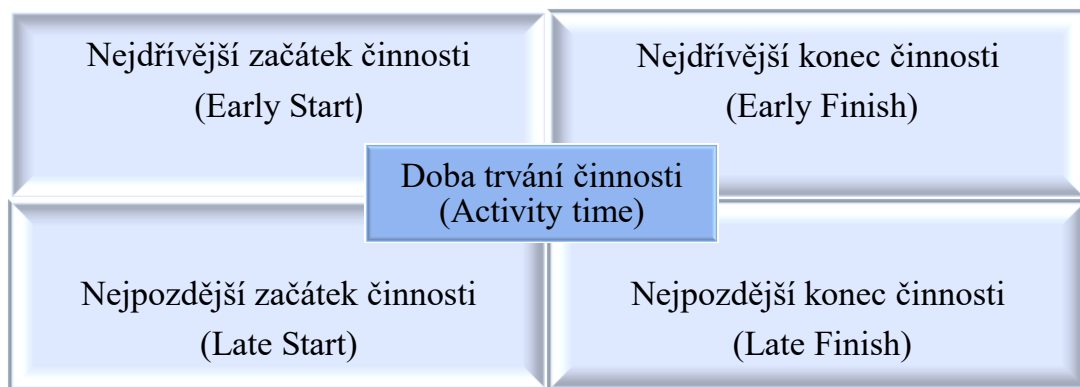 Nejdřívější začátek činnosti
(Early Start)
Nejdřívější konec činnosti
(Early Finish)
Doba trvání činnosti
(Activity time)
Nejpozdější začátek činnosti
(Late Start)
Nejpozdější konec činnosti
(Late Finish)